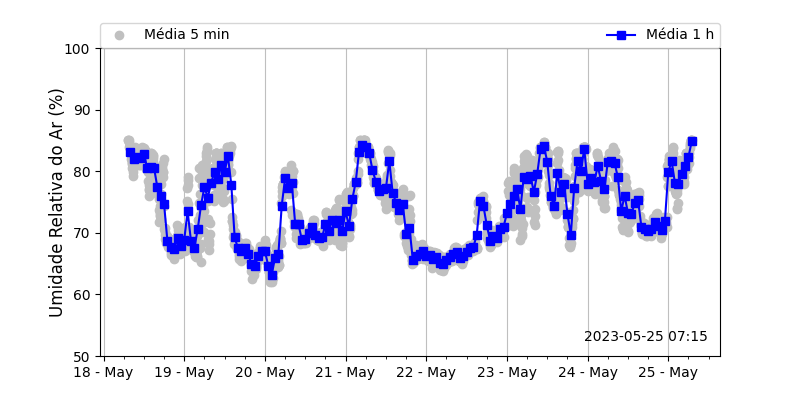 Média 5 min Média 1 h
100
90
80
70
60
50
Umidade Relativa do Ar (%)
2023-05-25 07:15
18 - May 19 - May 20 - May 21 - May 22 - May 23 - May 24 - May 25 - May